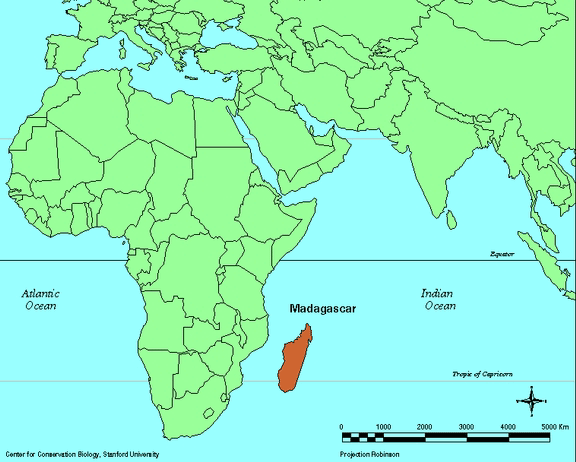 Equator
Atlantic
Ocean
Indian
Ocean
Madagascar
Tropic of Capricorn
0 1000 2000 3000 4000 5000 Km
Center for Conservation Biology, Stanford University
Projection Robinson